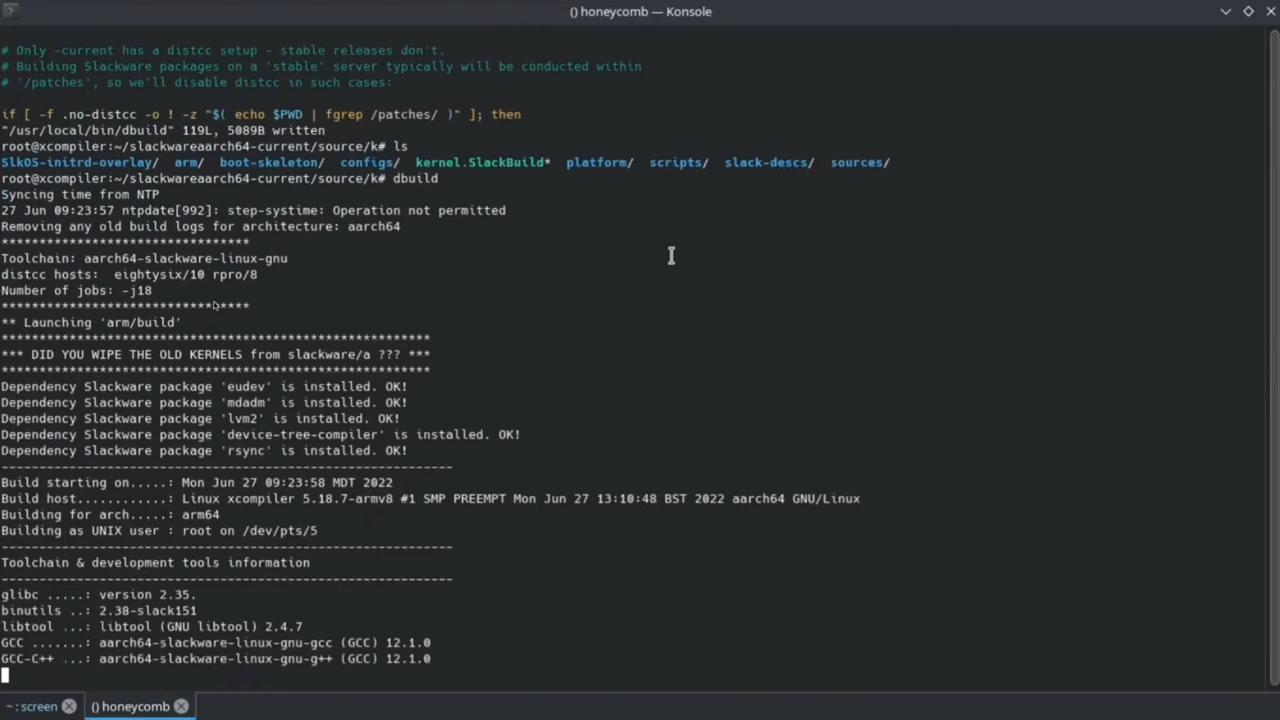 () honeycomb — Konsole
# Only -current has a distcc setup - stable releases don't.
# Building Slackware packages on a 'stable' server typically will be conducted within
# '/patches', so we'll disable distcc in such cases:
if [ -f .no-distcc -o ! -z "$( echo $PWD | fgrep /patches/ )" ]; then
"/usr/local/bin/dbuild" 119L, 5089B written
root@xcompiler:~/slackwareaarch64-current/source/k# ls
SlkOS-initrd-overlay/ arm/ boot-skeleton/ configs/ kernel.SlackBuild* platform/ scripts/ slack-descs/ sources/
root@xcompiler:~/slackwareaarch64-current/source/k# dbuild
Syncing time from NTP
27 Jun 09:23:57 ntpdate[992]: step-systime: Operation not permitted
Removing any old build logs for architecture: aarch64
*********************************
Toolchain: aarch64-slackware-linux-gnu
distcc hosts:  eightysix/10 rpro/8
Number of jobs: -j18
*********************************
** Launching 'arm/build'
*********************************************************
*** DID YOU WIPE THE OLD KERNELS from slackware/a ??? ***
*********************************************************
Dependency Slackware package 'eudev' is installed. OK!
Dependency Slackware package 'mdadm' is installed. OK!
Dependency Slackware package 'lvm2' is installed. OK!
Dependency Slackware package 'device-tree-compiler' is installed. OK!
Dependency Slackware package 'rsync' is installed. OK!
------------------------------------------------------------
Build starting on.....: Mon Jun 27 09:23:58 MDT 2022
Build host............: Linux xcompiler 5.18.7-armv8 #1 SMP PREEMPT Mon Jun 27 13:10:48 BST 2022 aarch64 GNU/Linux
Building for arch.....: arm64
Building as UNIX user : root on /dev/pts/5
------------------------------------------------------------
Toolchain & development tools information
------------------------------------------------------------
glibc .....: version 2.35.
binutils ..: 2.38-slack151
libtool ...: libtool (GNU libtool) 2.4.7
GCC .......: aarch64-slackware-linux-gnu-gcc (GCC) 12.1.0
GCC-C++ ...: aarch64-slackware-linux-gnu-g++ (GCC) 12.1.0
~ : screen () honeycomb